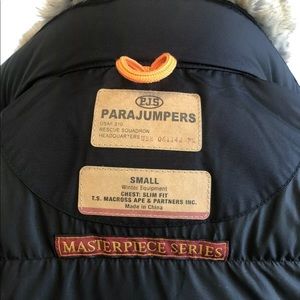 PJS
PARAJUMPERS
USAF 210
RESCUE SQUADRON
HEADQUARTERS
SMALL
Winter Equipment
CHEST: SLIM FIT
T.S. MACROSS APE & PARTNERS INC.
Made in China
MASTERPIECE SERIES